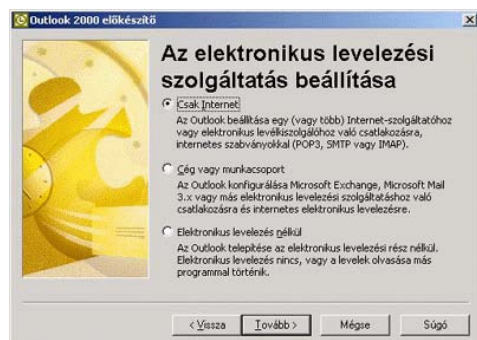 Outlook 2000 előkészítő
Az elektronikus levelezési
szolgáltatás beállítása
Csak Internet
Az Outlook beállítása egy (vagy több) Internet-szolgáltatóhoz
vagy elektronikus levélkiszolgálóhoz való csatlakozásra,
internetes szabványokkal (POP3, SMTP vagy IMAP).
Cég vagy munkacsoport
Az Outlook konfigurálása Microsoft Exchange, Microsoft Mail
3.x vagy más elektronikus levelezési szolgáltatáshoz való
csatlakozásra és internetes elektronikus levelezésre.
Elektronikus levelezés nélkül
Az Outlook telepítése az elektronikus levelezési rész nélkül.
Elektronikus levelezés nincs, vagy a levelek olvasása más
programmal történik.
< Vissza Tovább > Mégse Súgó